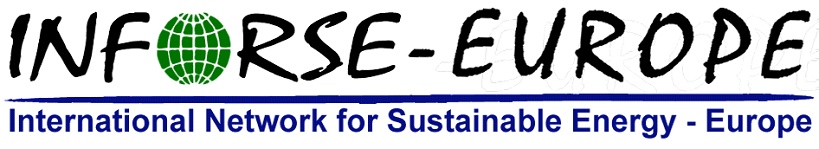 INFORSE-EUROPE
International Network for Sustainable Energy - Europe